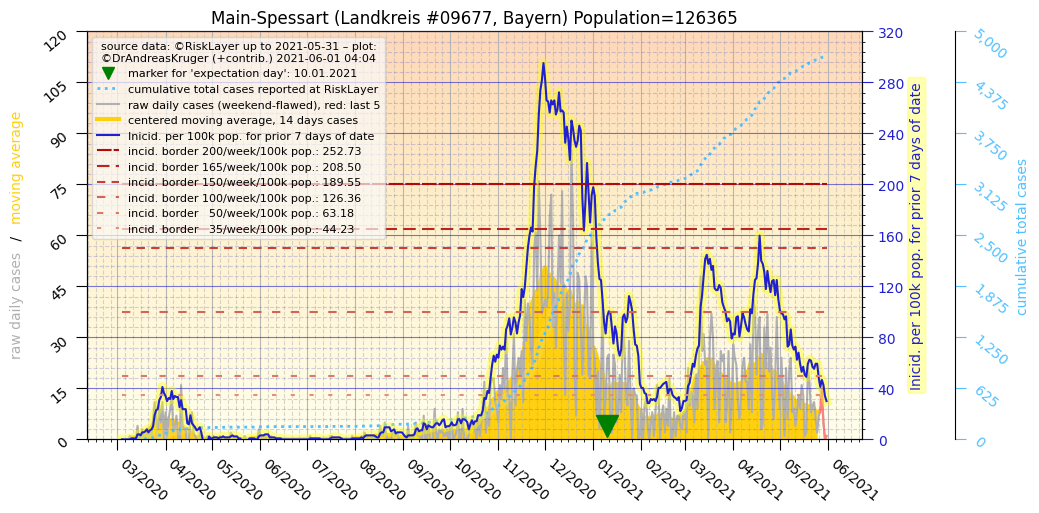 Main-Spessart (Landkreis #09677, Bayern) Population=126365
source data: ©RiskLayer up to 2021-05-31 – plot:
©DrAndreasKruger (+contrib.) 2021-06-01 04:04
marker for 'expectation day': 10.01.2021
cumulative total cases reported at RiskLayer
raw daily cases (weekend-flawed), red: last 5
centered moving average, 14 days cases
Inicid. per 100k pop. for prior 7 days of date
incid. border 200/week/100k pop.: 252.73
incid. border 165/week/100k pop.: 208.50
incid. border 150/week/100k pop.: 189.55
incid. border 100/week/100k pop.: 126.36
incid. border 50/week/100k pop.: 63.18
incid. border 35/week/100k pop.: 44.23
raw daily cases / moving average
120
105
90
75
60
45
30
15
0
03/2020
04/2020
05/2020
06/2020
07/2020
08/2020
09/2020
10/2020
11/2020
12/2020
01/2021
02/2021
03/2021
04/2021
05/2021
06/2021
320
280
240
200
160
120
80
40
0
Inicid. per 100k pop. for prior 7 days of date
5,000
4,375
3,750
3,125
2,500
1,875
1,250
625
0
cumulative total cases